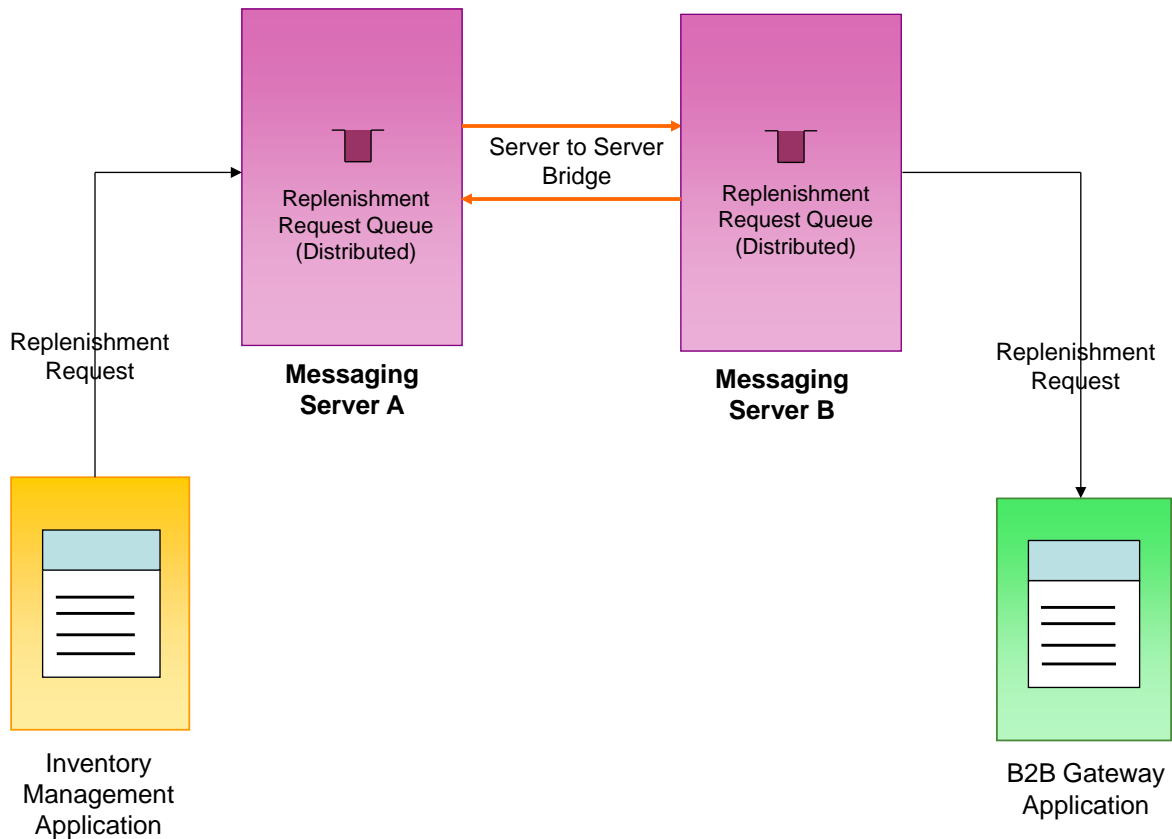 Replenishment
Request Queue
(Distributed)
Server to Server
Bridge
Replenishment
Request Queue
(Distributed)
Replenishment
Request
Messaging
Server A
Messaging
Server B
Replenishment
Request
Inventory
Management
Application
B2B Gateway
Application